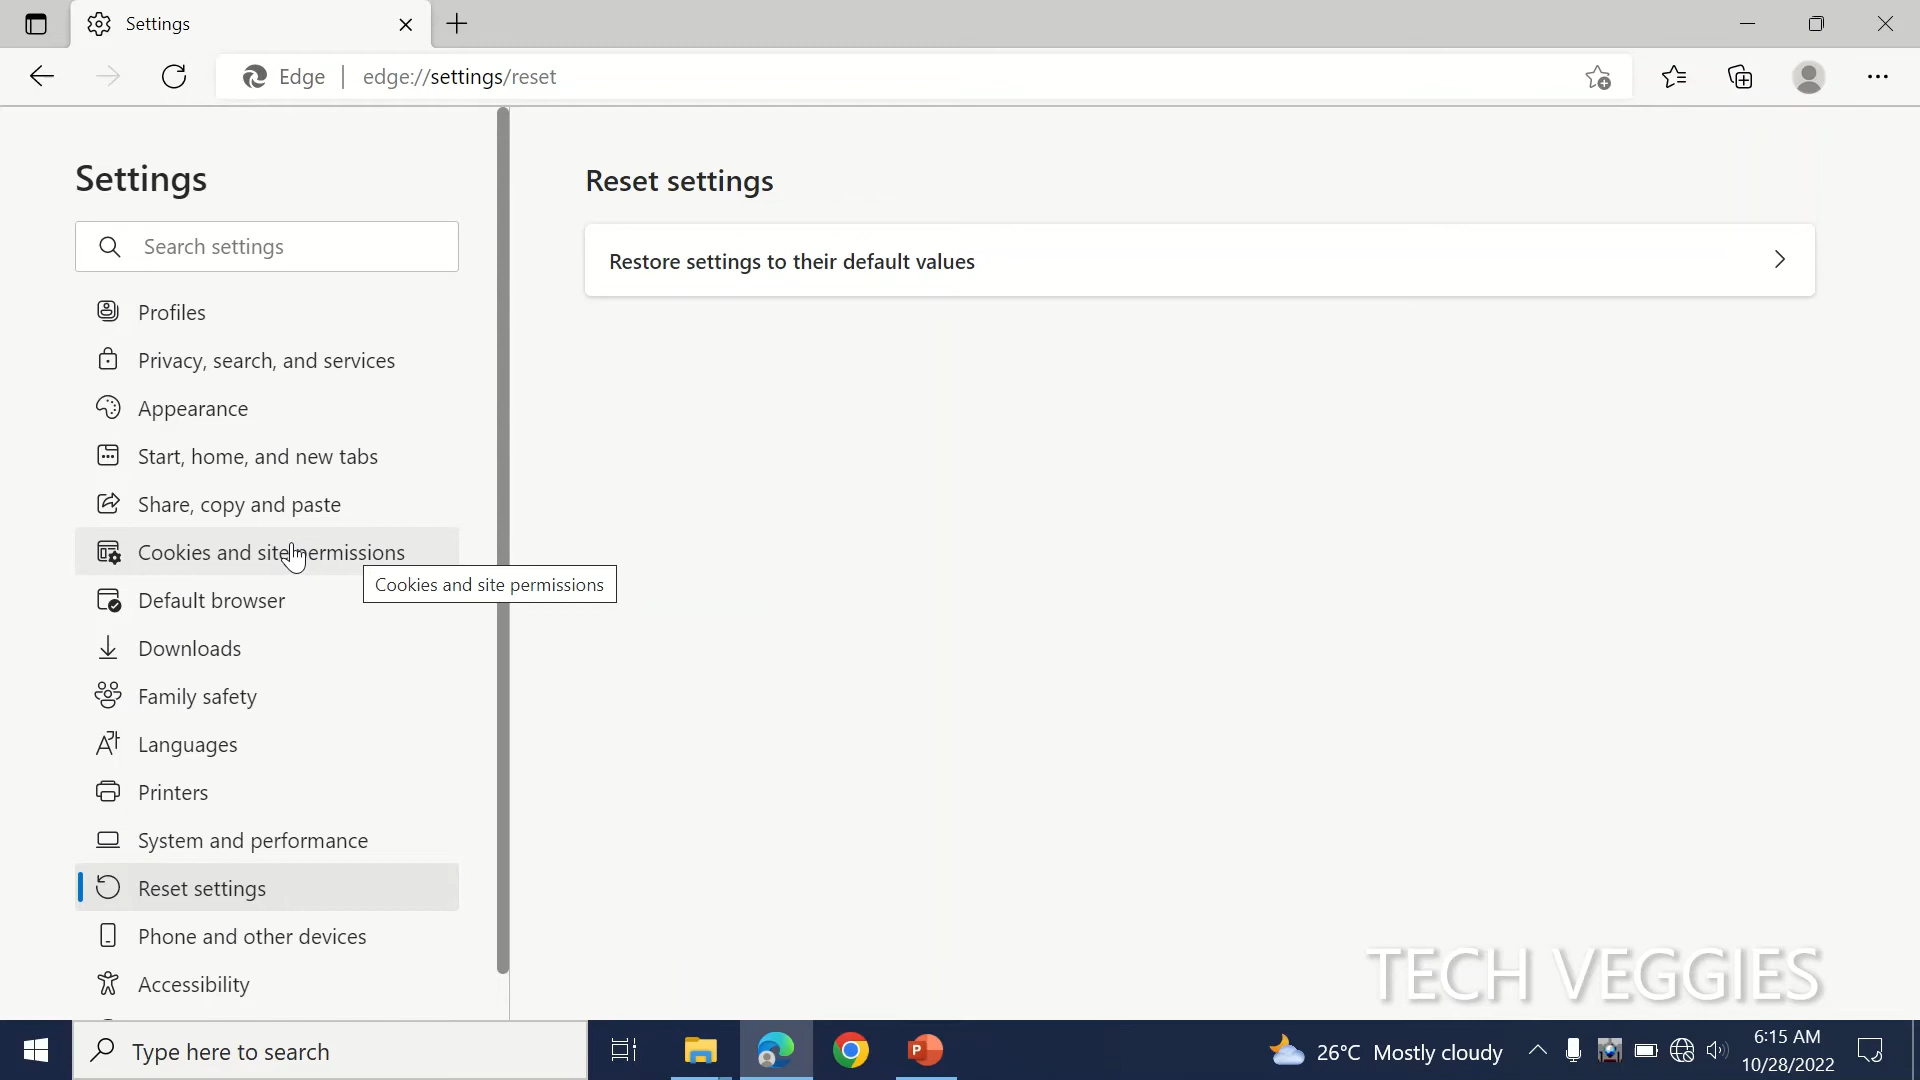 Settings
Edge
edge://settings/reset
Settings
Search settings
Profiles
Privacy, search, and services
Appearance
Start, home, and new tabs
Share, copy and paste
Cookies and site permissions
Cookies and site permissions
Default browser
Downloads
Family safety
Languages
Printers
System and performance
Reset settings
Phone and other devices
Accessibility
Reset settings
Restore settings to their default values
TECH VEGGIES
Type here to search
26°C Mostly cloudy
6:15 AM
10/28/2022